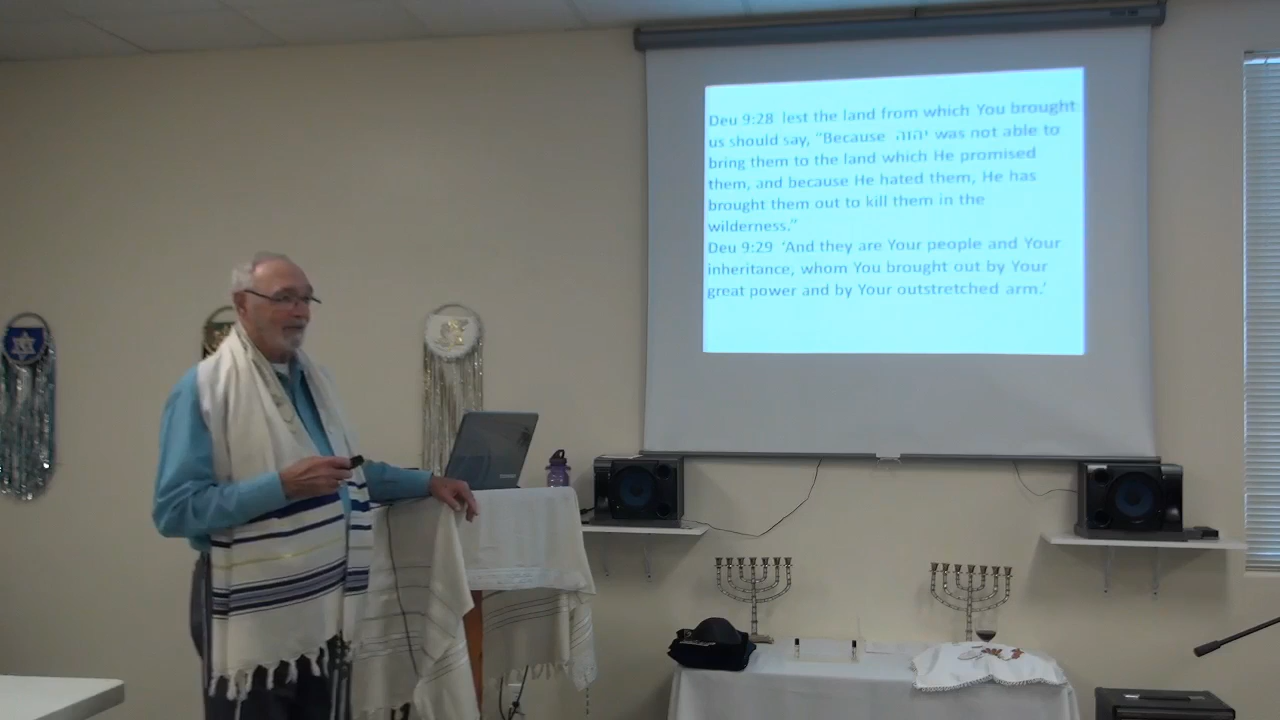 Deu 9:28 lest the land from which You brought
us should say, “Because יהוה was not able to
bring them to the land which He promised
them, and because He hated them, He has
brought them out to kill them in the
wilderness.”
Deu 9:29 ‘And they are Your people and Your
inheritance, whom You brought out by Your
great power and by Your outstretched arm.’